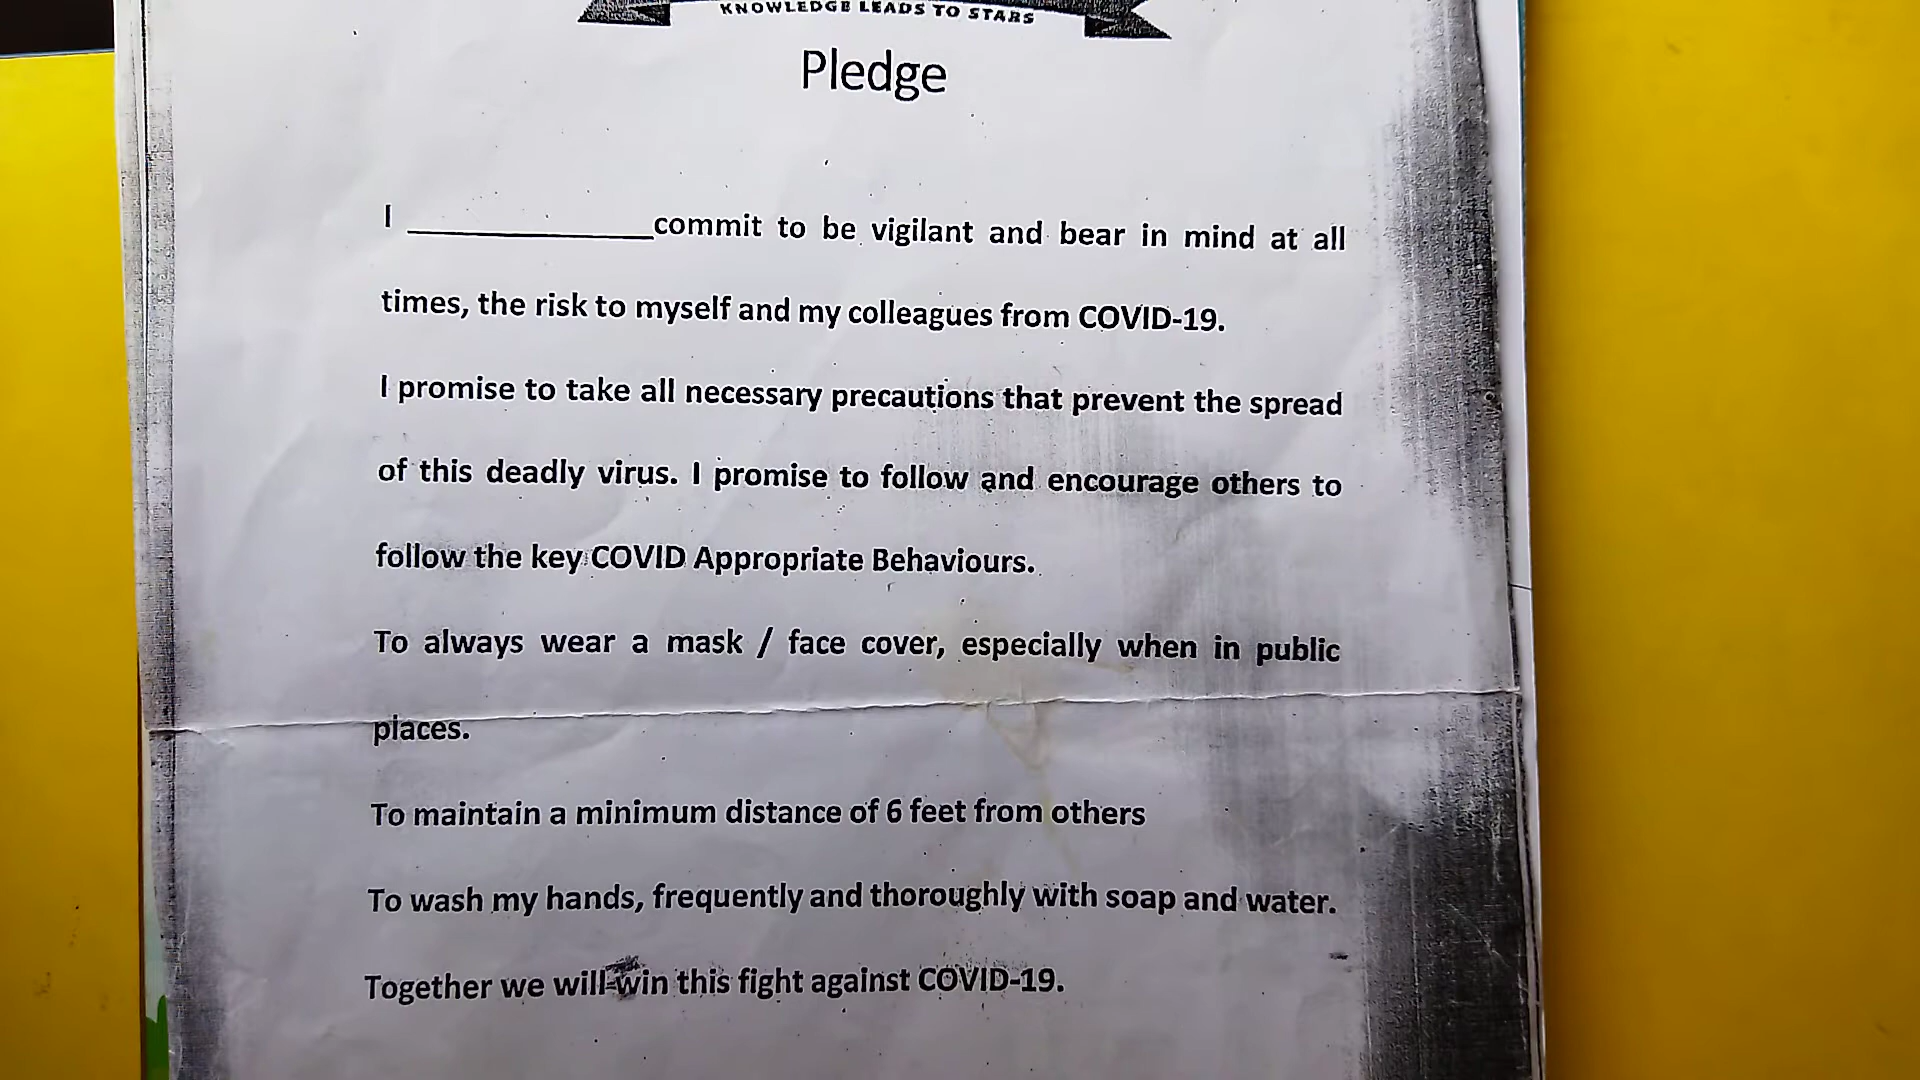 KNOWLEDGE LEADS TO STARS
Pledge
I ______________commit to be vigilant and bear in mind at all
times, the risk to myself and my colleagues from COVID-19.
I promise to take all necessary precautions that prevent the spread
of this deadly virus. I promise to follow and encourage others to
follow the key COVID Appropriate Behaviours.
To always wear a mask / face cover, especially when in public
places.
To maintain a minimum distance of 6 feet from others
To wash my hands, frequently and thoroughly with soap and water.
Together we will win this fight against COVID-19.